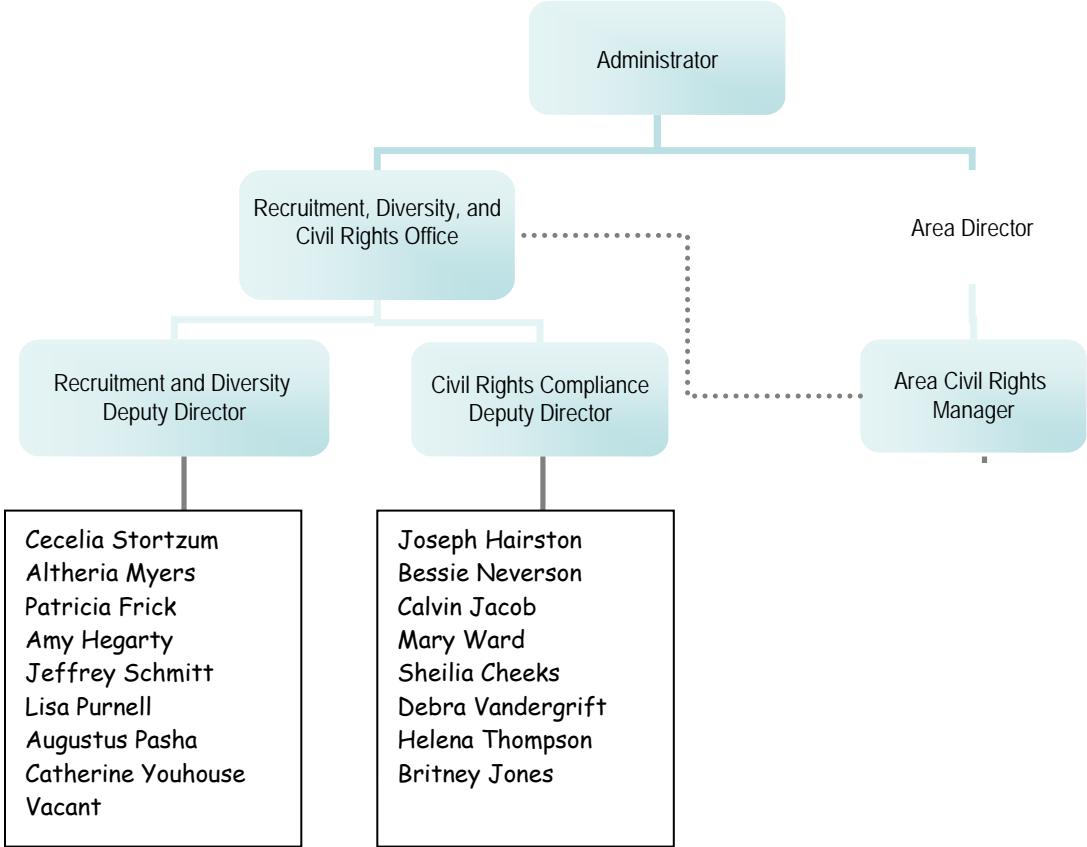 Administrator
Recruitment, Diversity, and
Civil Rights Office
Area Director
Recruitment and Diversity
Deputy Director
Civil Rights Compliance
Deputy Director
Area Civil Rights
Manager
Cecelia Stortzum
Altheria Myers
Patricia Frick
Amy Hegarty
Jeffrey Schmitt
Lisa Purnell
Augustus Pasha
Catherine Youhouse
Vacant
Joseph Hairston
Bessie Neverson
Calvin Jacob
Mary Ward
Sheilia Cheeks
Debra Vandergrift
Helena Thompson
Britney Jones